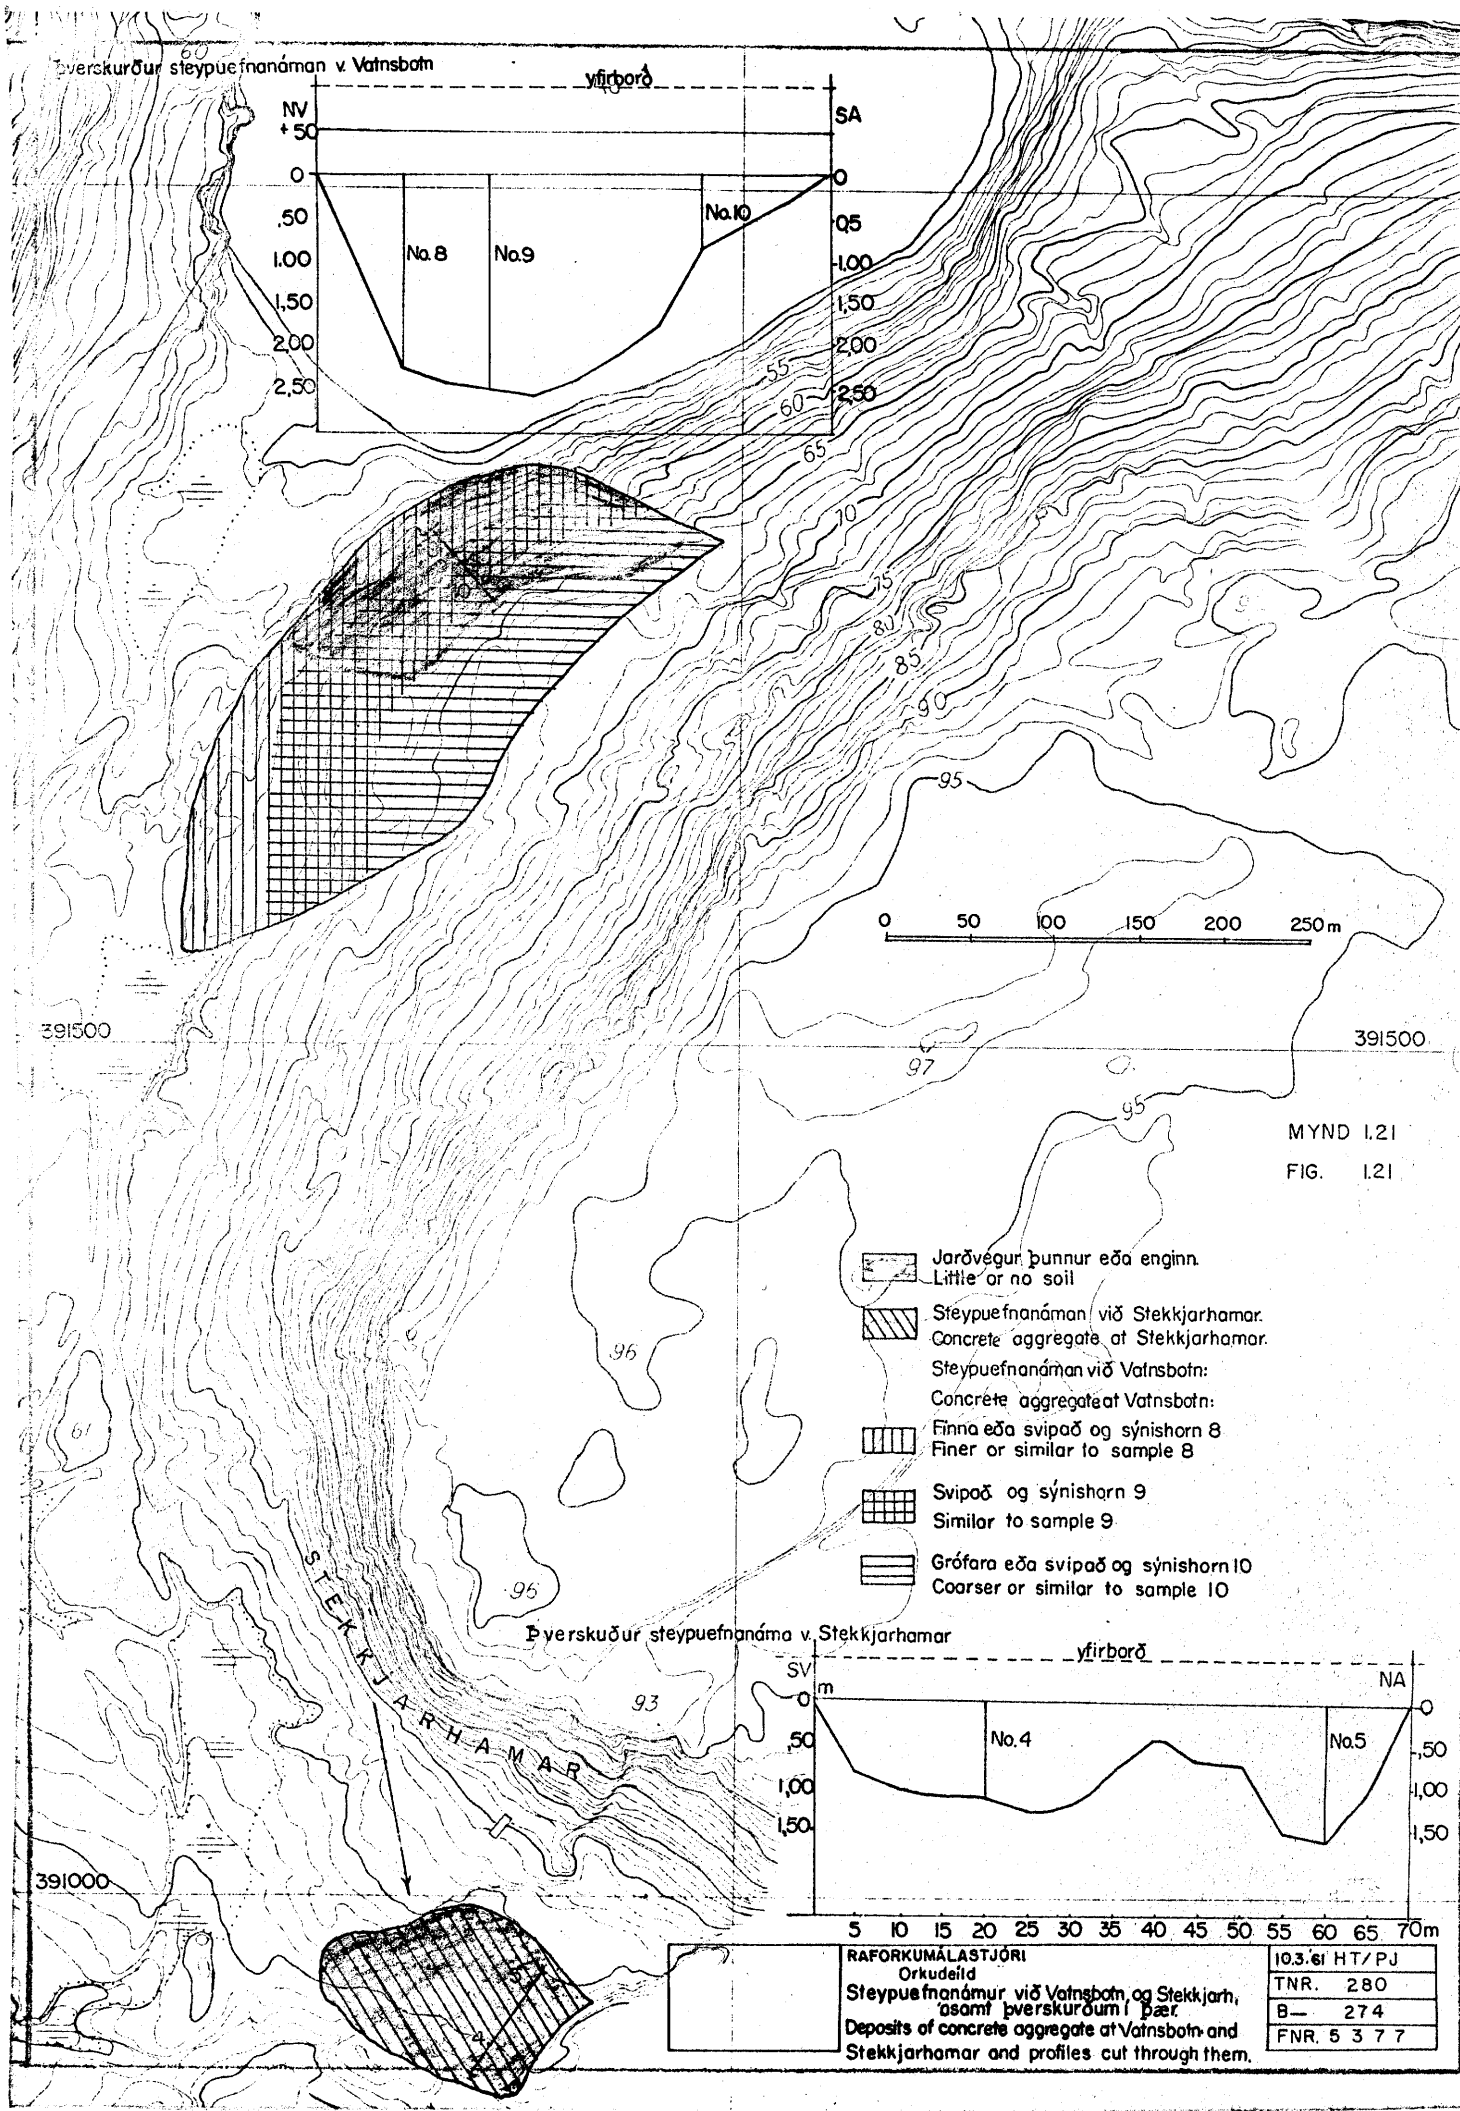 Þverskurður steypuefnanáman v. Vatnsbotn
60
yfirborð
NV
SA
+50
0
0
.50
0,5
1.00
1.00
1,50
1,50
2,00
2,00
2,50
2,50
No.8
No.9
No.10
55
60
65
70
75
80
85
90
95
0 50 100 150 200 250 m
391500
391500
97
95
MYND 1.21
FIG. 1.21
Jarðvegur þunnur eða enginn.
Little or no soil
Steypuefnanáman við Stekkjarhamar.
Concrete aggregate at Stekkjarhamar.
Steypuefnanáman við Vatnsbotn:
Concrete aggregate at Vatnsbotn:
Finna eða svipað og sýnishorn 8
Finer or similar to sample 8
Svipað og sýnishorn 9
Similar to sample 9
Grófara eða svipað og sýnishorn 10
Coarser or similar to sample 10
96
61
96
93
STEKKJARHAMAR
Þverskuður steypuefnanáma v. Stekkjarhamar
yfirborð
SV
m
NA
0
0
,50
,50
1,00
1,00
1,50
1,50
No.4
No.5
5 10 15 20 25 30 35 40 45 50 55 60 65 70m
391000
5
4
RAFORKUMÁLASTJÓRI
Orkudeild
Steypuefnanámur við Vatnsbotn og Stekkjarh,
ásamt þverskurðum í þær.
Deposits of concrete aggregate at Vatnsbotn and
Stekkjarhamar and profiles cut through them.
10.3.'61 HT/PJ
TNR. 280
B— 274
FNR. 5377